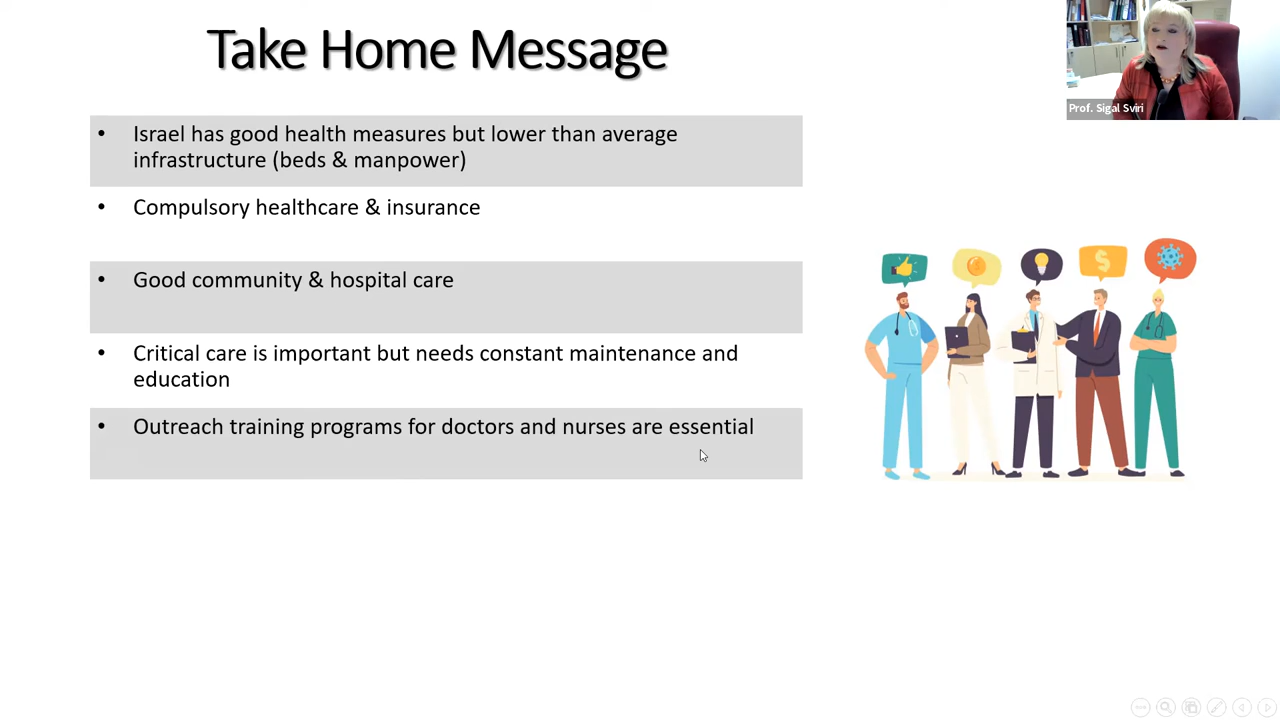 Take Home Message
Prof. Sigal Sviri
• Israel has good health measures but lower than average
infrastructure (beds & manpower)
• Compulsory healthcare & insurance
• Good community & hospital care
• Critical care is important but needs constant maintenance and
education
• Outreach training programs for doctors and nurses are essential
$